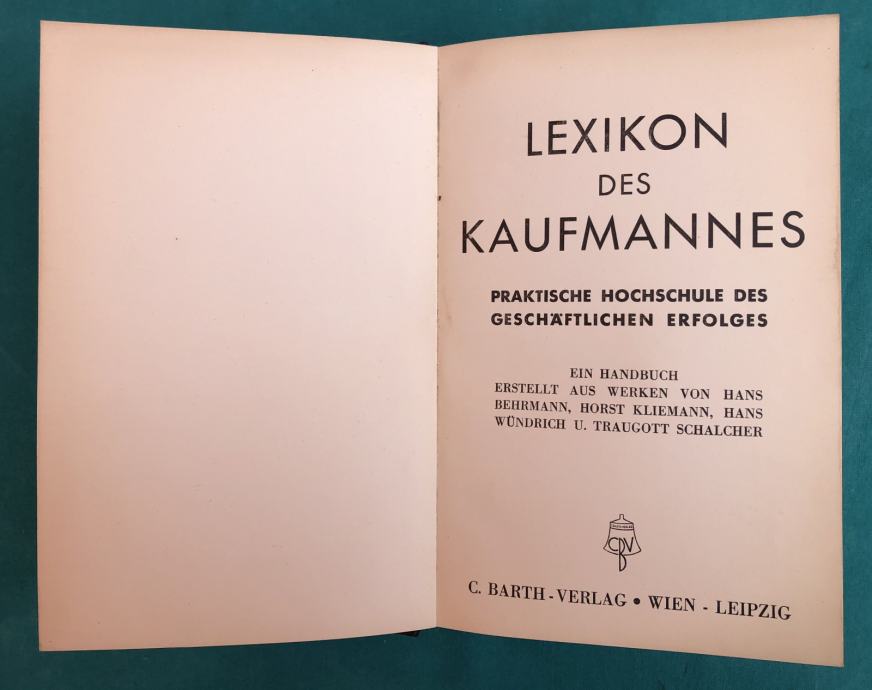 LEXIKON
DES
KAUFMANNES
PRAKTISCHE HOCHSCHULE DES
GESCHÄFTLICHEN ERFOLGES
EIN HANDBUCH
ERSTELLT AUS WERKEN VON HANS
BEHRMANN, HORST KLIEMANN, HANS
WÜNDRICH U. TRAUGOTT SCHALCHER
CBV
C. BARTH-VERLAG • WIEN - LEIPZIG